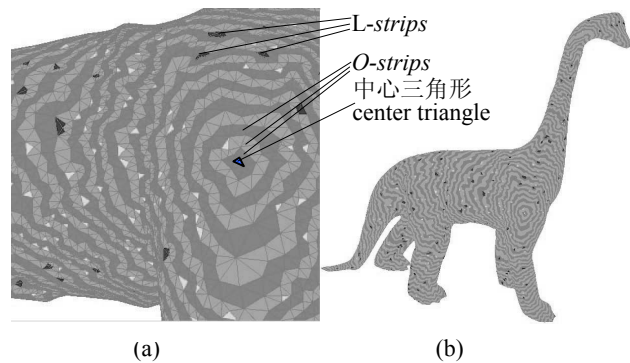 L-strips
O-strips
中心三角形
center triangle
(a)
(b)